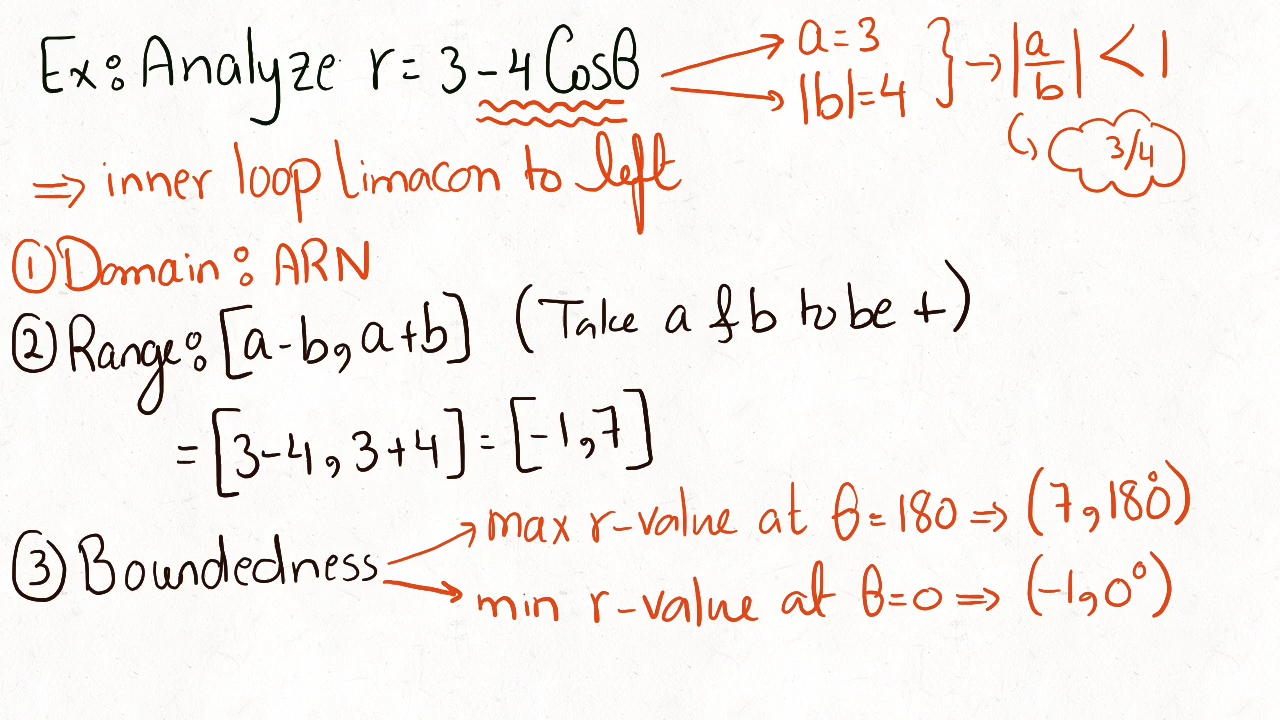 Ex: Analyze r = 3 - 4 Cosθ → a = 3
→ |b| = 4 } → |a/b| < 1
3/4
⇒ inner loop Limacon to left
① Domain: ARN
② Range: [a-b, a+b] (Take a & b to be +)
= [3-4, 3+4] = [-1, 7]
③ Boundedness → max r-value at θ = 180 ⇒ (7, 180°)
→ min r-value at θ = 0 ⇒ (-1, 0°)